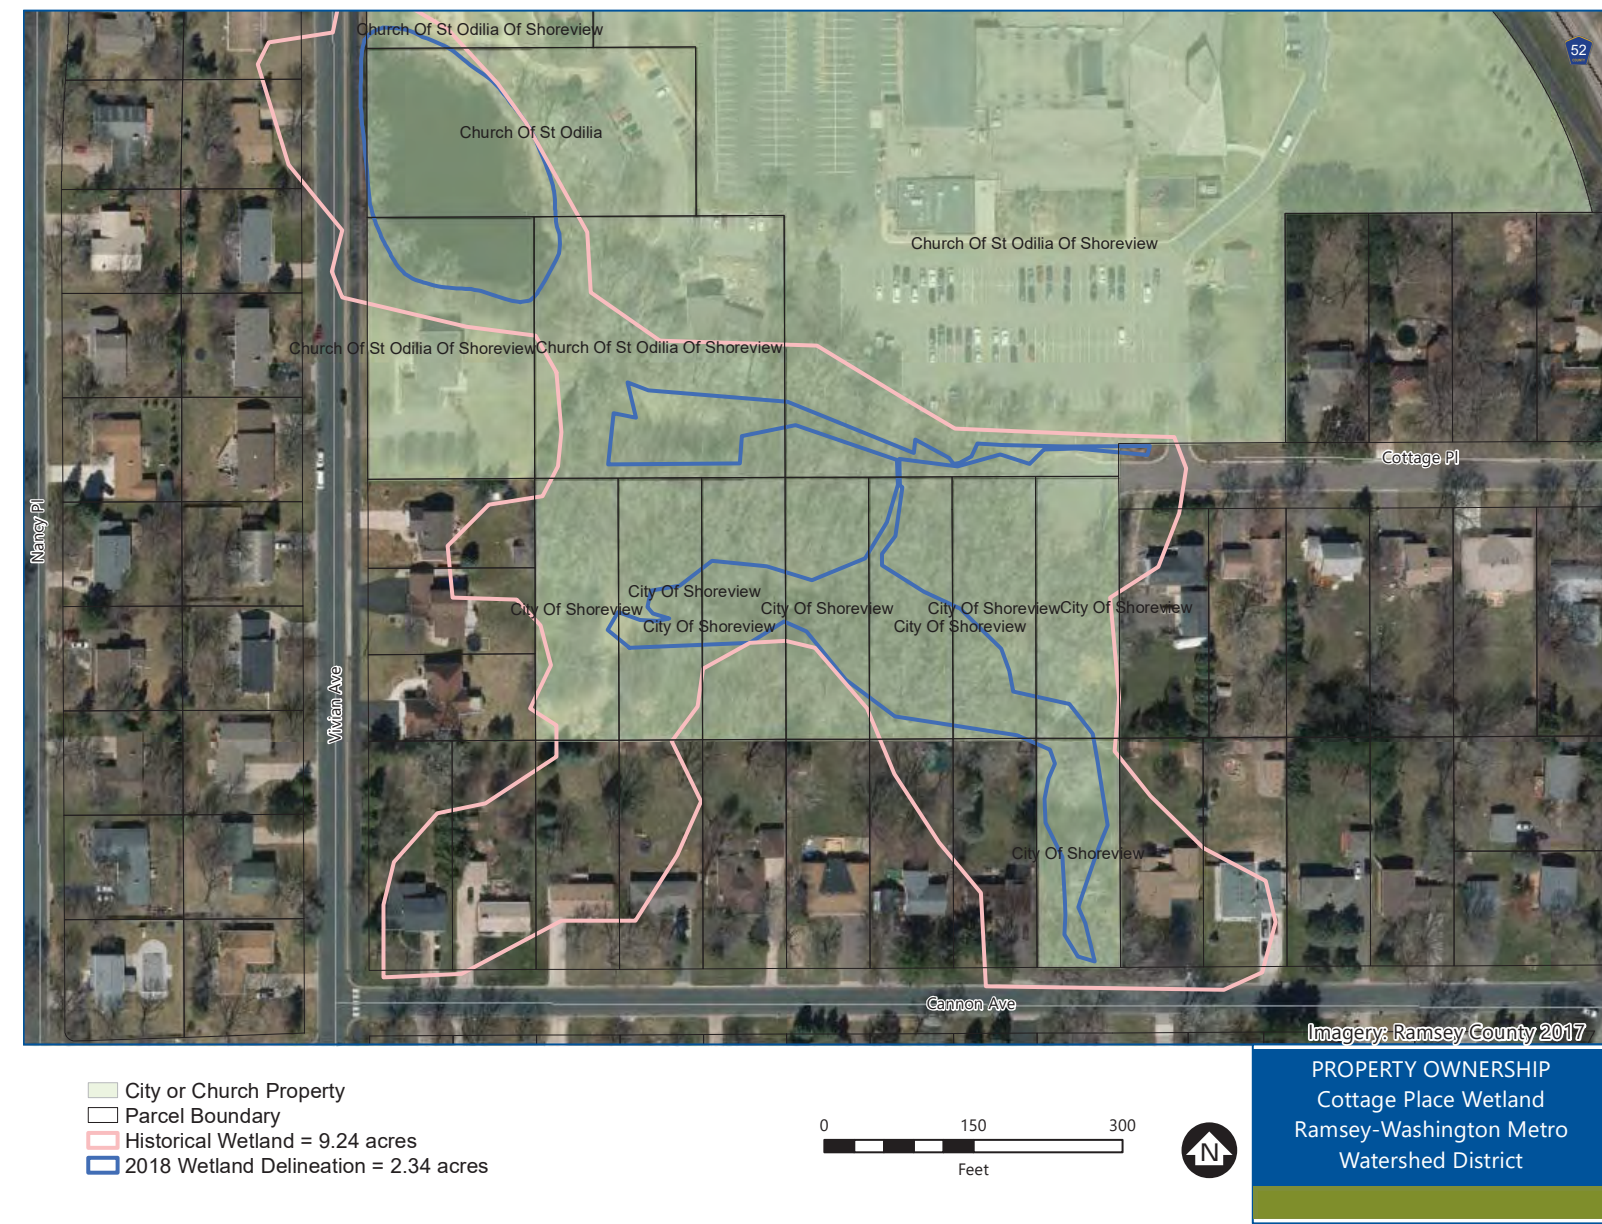 Church Of St Odilia Of Shoreview
52
Church Of St Odilia
Church Of St Odilia Of Shoreview
Church Of St Odilia Of Shoreview
Church Of St Odilia Of Shoreview
Cottage Pl
Nancy Pl
City Of Shoreview
City Of Shoreview
City Of Shoreview
City Of Shoreview
City Of Shoreview
City Of Shoreview
City Of Shoreview
Vivian Ave
City Of Shoreview
Cannon Ave
Imagery: Ramsey County 2017
City or Church Property
Parcel Boundary
Historical Wetland = 9.24 acres
2018 Wetland Delineation = 2.34 acres
0 150 300
Feet
N
PROPERTY OWNERSHIP
Cottage Place Wetland
Ramsey-Washington Metro
Watershed District